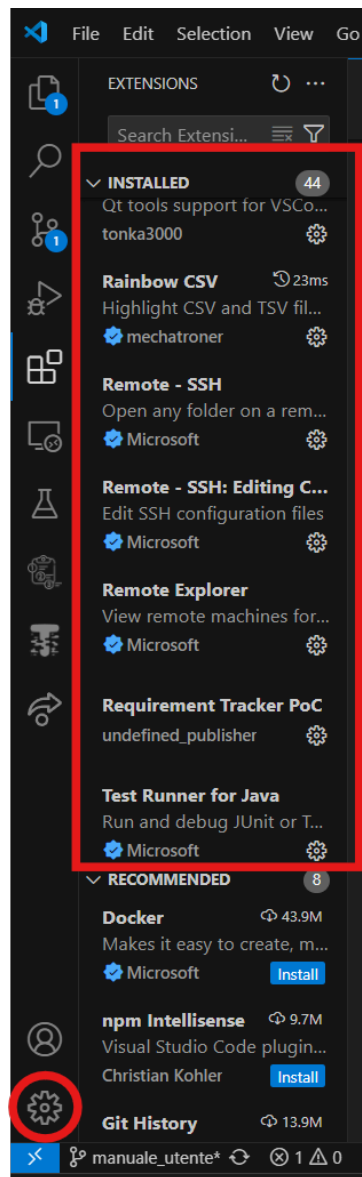 File Edit Selection View Go
EXTENSIONS
1
Search Extensi...
INSTALLED 44
Qt tools support for VSCo...
tonka3000
1
Rainbow CSV 23ms
Highlight CSV and TSV fil...
mechatroner
Remote - SSH
Open any folder on a rem...
Microsoft
Remote - SSH: Editing C...
Edit SSH configuration files
Microsoft
Remote Explorer
View remote machines for...
Microsoft
Requirement Tracker PoC
undefined_publisher
Test Runner for Java
Run and debug JUnit or T...
Microsoft
RECOMMENDED 8
Docker 43.9M
Makes it easy to create, m...
Microsoft Install
npm Intellisense 9.7M
Visual Studio Code plugin...
Christian Kohler Install
Git History 13.9M
manuale_utente* 1 0